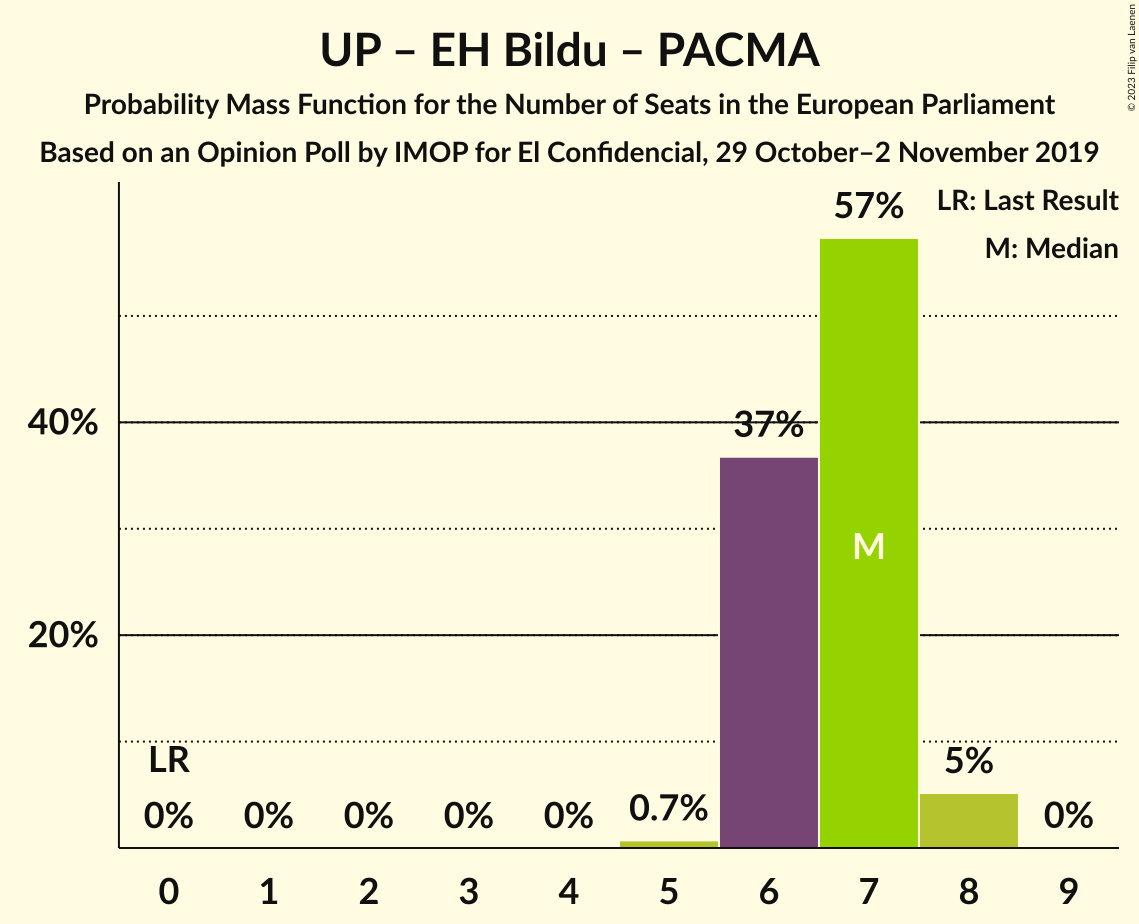 UP – EH Bildu – PACMA
Probability Mass Function for the Number of Seats in the European Parliament
Based on an Opinion Poll by IMOP for El Confidencial, 29 October–2 November 2019
© 2023 Filip van Laenen
LR: Last Result
M: Median
57%
40%
37%
M
20%
LR
5%
0.7%
0% 0% 0% 0% 0% 0%
0 1 2 3 4 5 6 7 8 9